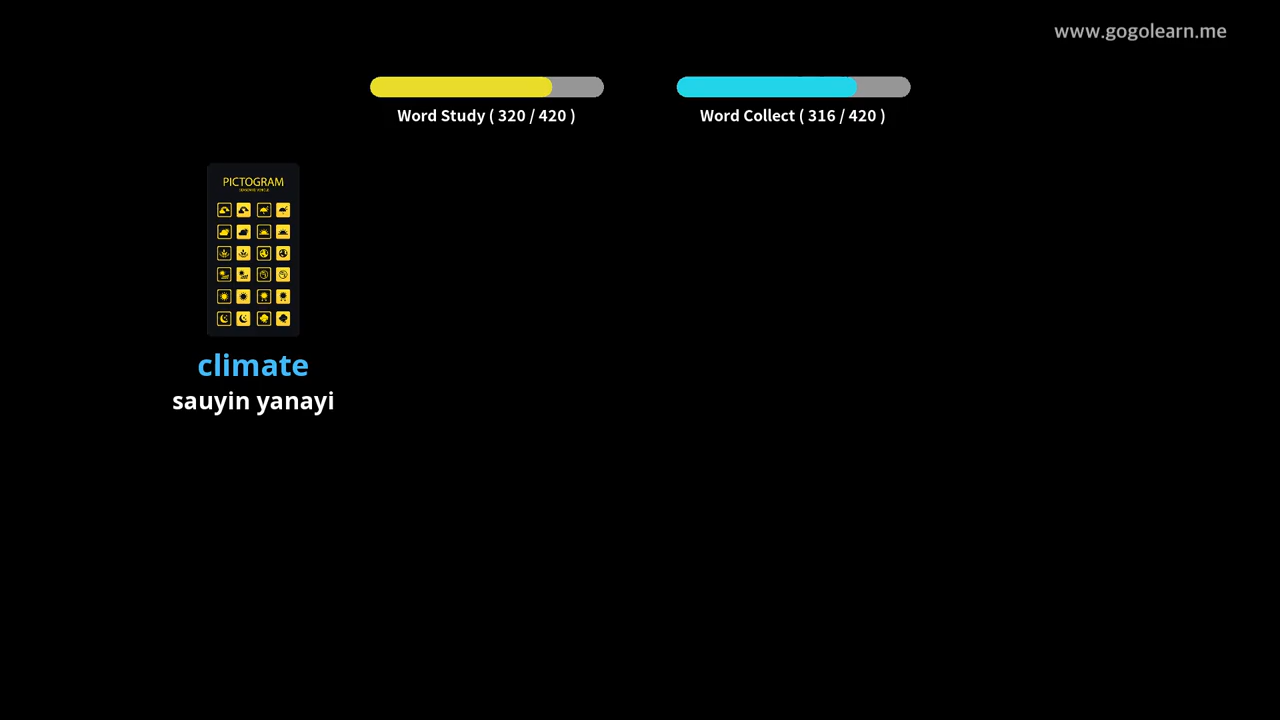 www.gogolearn.me
Word Study ( 320 / 420 )
Word Collect ( 316 / 420 )
PICTOGRAM
climate
sauyin yanayi